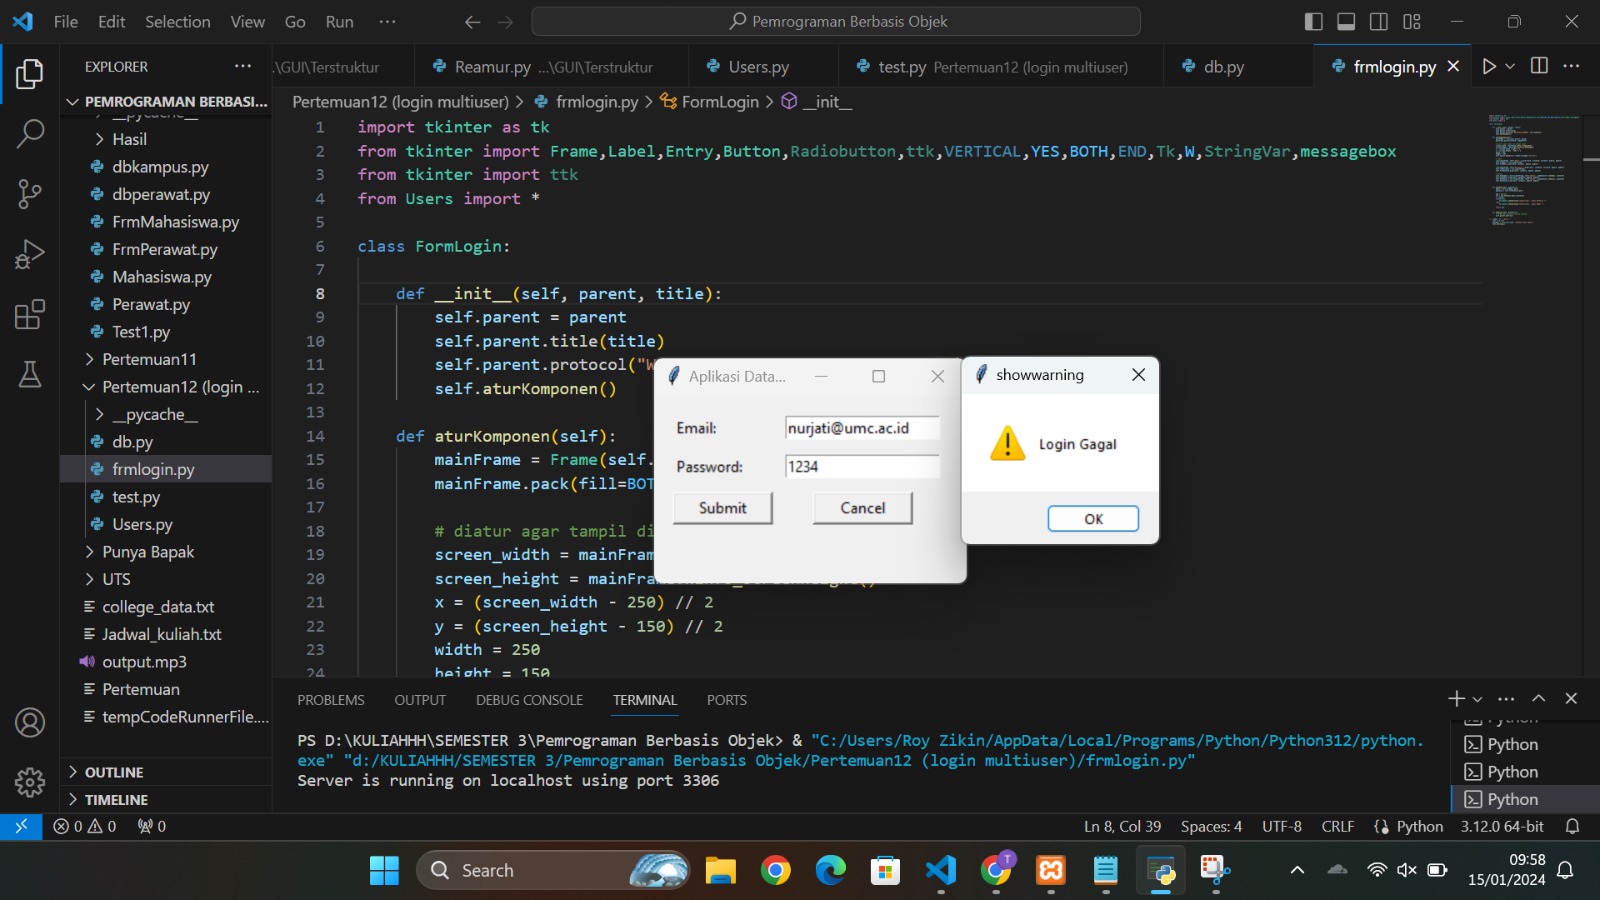 File Edit Selection View Go Run ···
Pemrograman Berbasis Objek
EXPLORER ···
.\GUI\Terstruktur
Reamur.py ...\GUI\Terstruktur
Users.py
test.py Pertemuan12 (login multiuser)
db.py
frmlogin.py
PEMROGRAMAN BERBASI...
__pycache__
Hasil
dbkampus.py
dbperawat.py
FrmMahasiswa.py
FrmPerawat.py
Mahasiswa.py
Perawat.py
Test1.py
Pertemuan11
Pertemuan12 (login ...
__pycache__
db.py
frmlogin.py
test.py
Users.py
Punya Bapak
UTS
college_data.txt
Jadwal_kuliah.txt
output.mp3
Pertemuan
tempCodeRunnerFile....
OUTLINE
TIMELINE
Pertemuan12 (login multiuser) > frmlogin.py > FormLogin > __init__
1 import tkinter as tk
2 from tkinter import Frame,Label,Entry,Button,Radiobutton,ttk,VERTICAL,YES,BOTH,END,Tk,W,StringVar,messagebox
3 from tkinter import ttk
4 from Users import *
5
6 class FormLogin:
7
8 def __init__(self, parent, title):
9 self.parent = parent
10 self.parent.title(title)
11 self.parent.protocol("W
12 self.aturKomponen()
13
14 def aturKomponen(self):
15 mainFrame = Frame(self.
16 mainFrame.pack(fill=BOT
17
18 # diatur agar tampil di
19 screen_width = mainFram
20 screen_height = mainFra
21 x = (screen_width - 250) // 2
22 y = (screen_height - 150) // 2
23 width = 250
24 height = 150
Aplikasi Data...
Email: nurjati@umc.ac.id
Password: 1234
Submit Cancel
showwarning
Login Gagal
OK
PROBLEMS OUTPUT DEBUG CONSOLE TERMINAL PORTS
PS D:\KULIAHHH\SEMESTER 3\Pemrograman Berbasis Objek> & "C:/Users/Roy Zikin/AppData/Local/Programs/Python/Python312/python.
exe" "d:/KULIAHHH/SEMESTER 3/Pemrograman Berbasis Objek/Pertemuan12 (login multiuser)/frmlogin.py"
Server is running on localhost using port 3306
Python
Python
Python
Python
0 0 0
Ln 8, Col 39 Spaces: 4 UTF-8 CRLF Python 3.12.0 64-bit
Search
T
09:58
15/01/2024